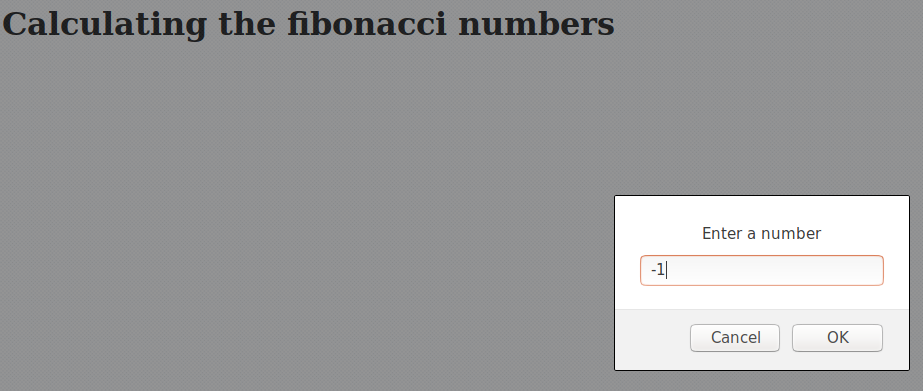 Calculating the fibonacci numbers
Enter a number
-1
Cancel OK